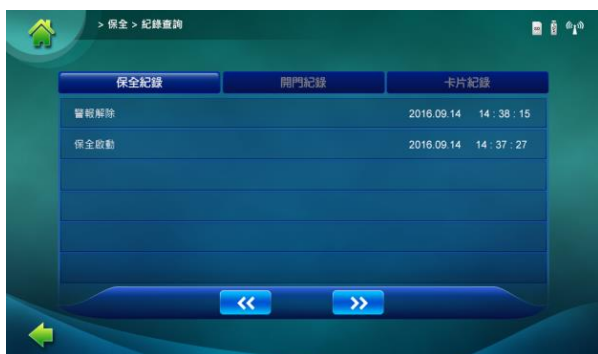 > 保全 > 紀錄查詢
保全紀錄 開門紀錄 卡片紀錄
警報解除 2016.09.14 14 : 38 : 15
保全啟動 2016.09.14 14 : 37 : 27